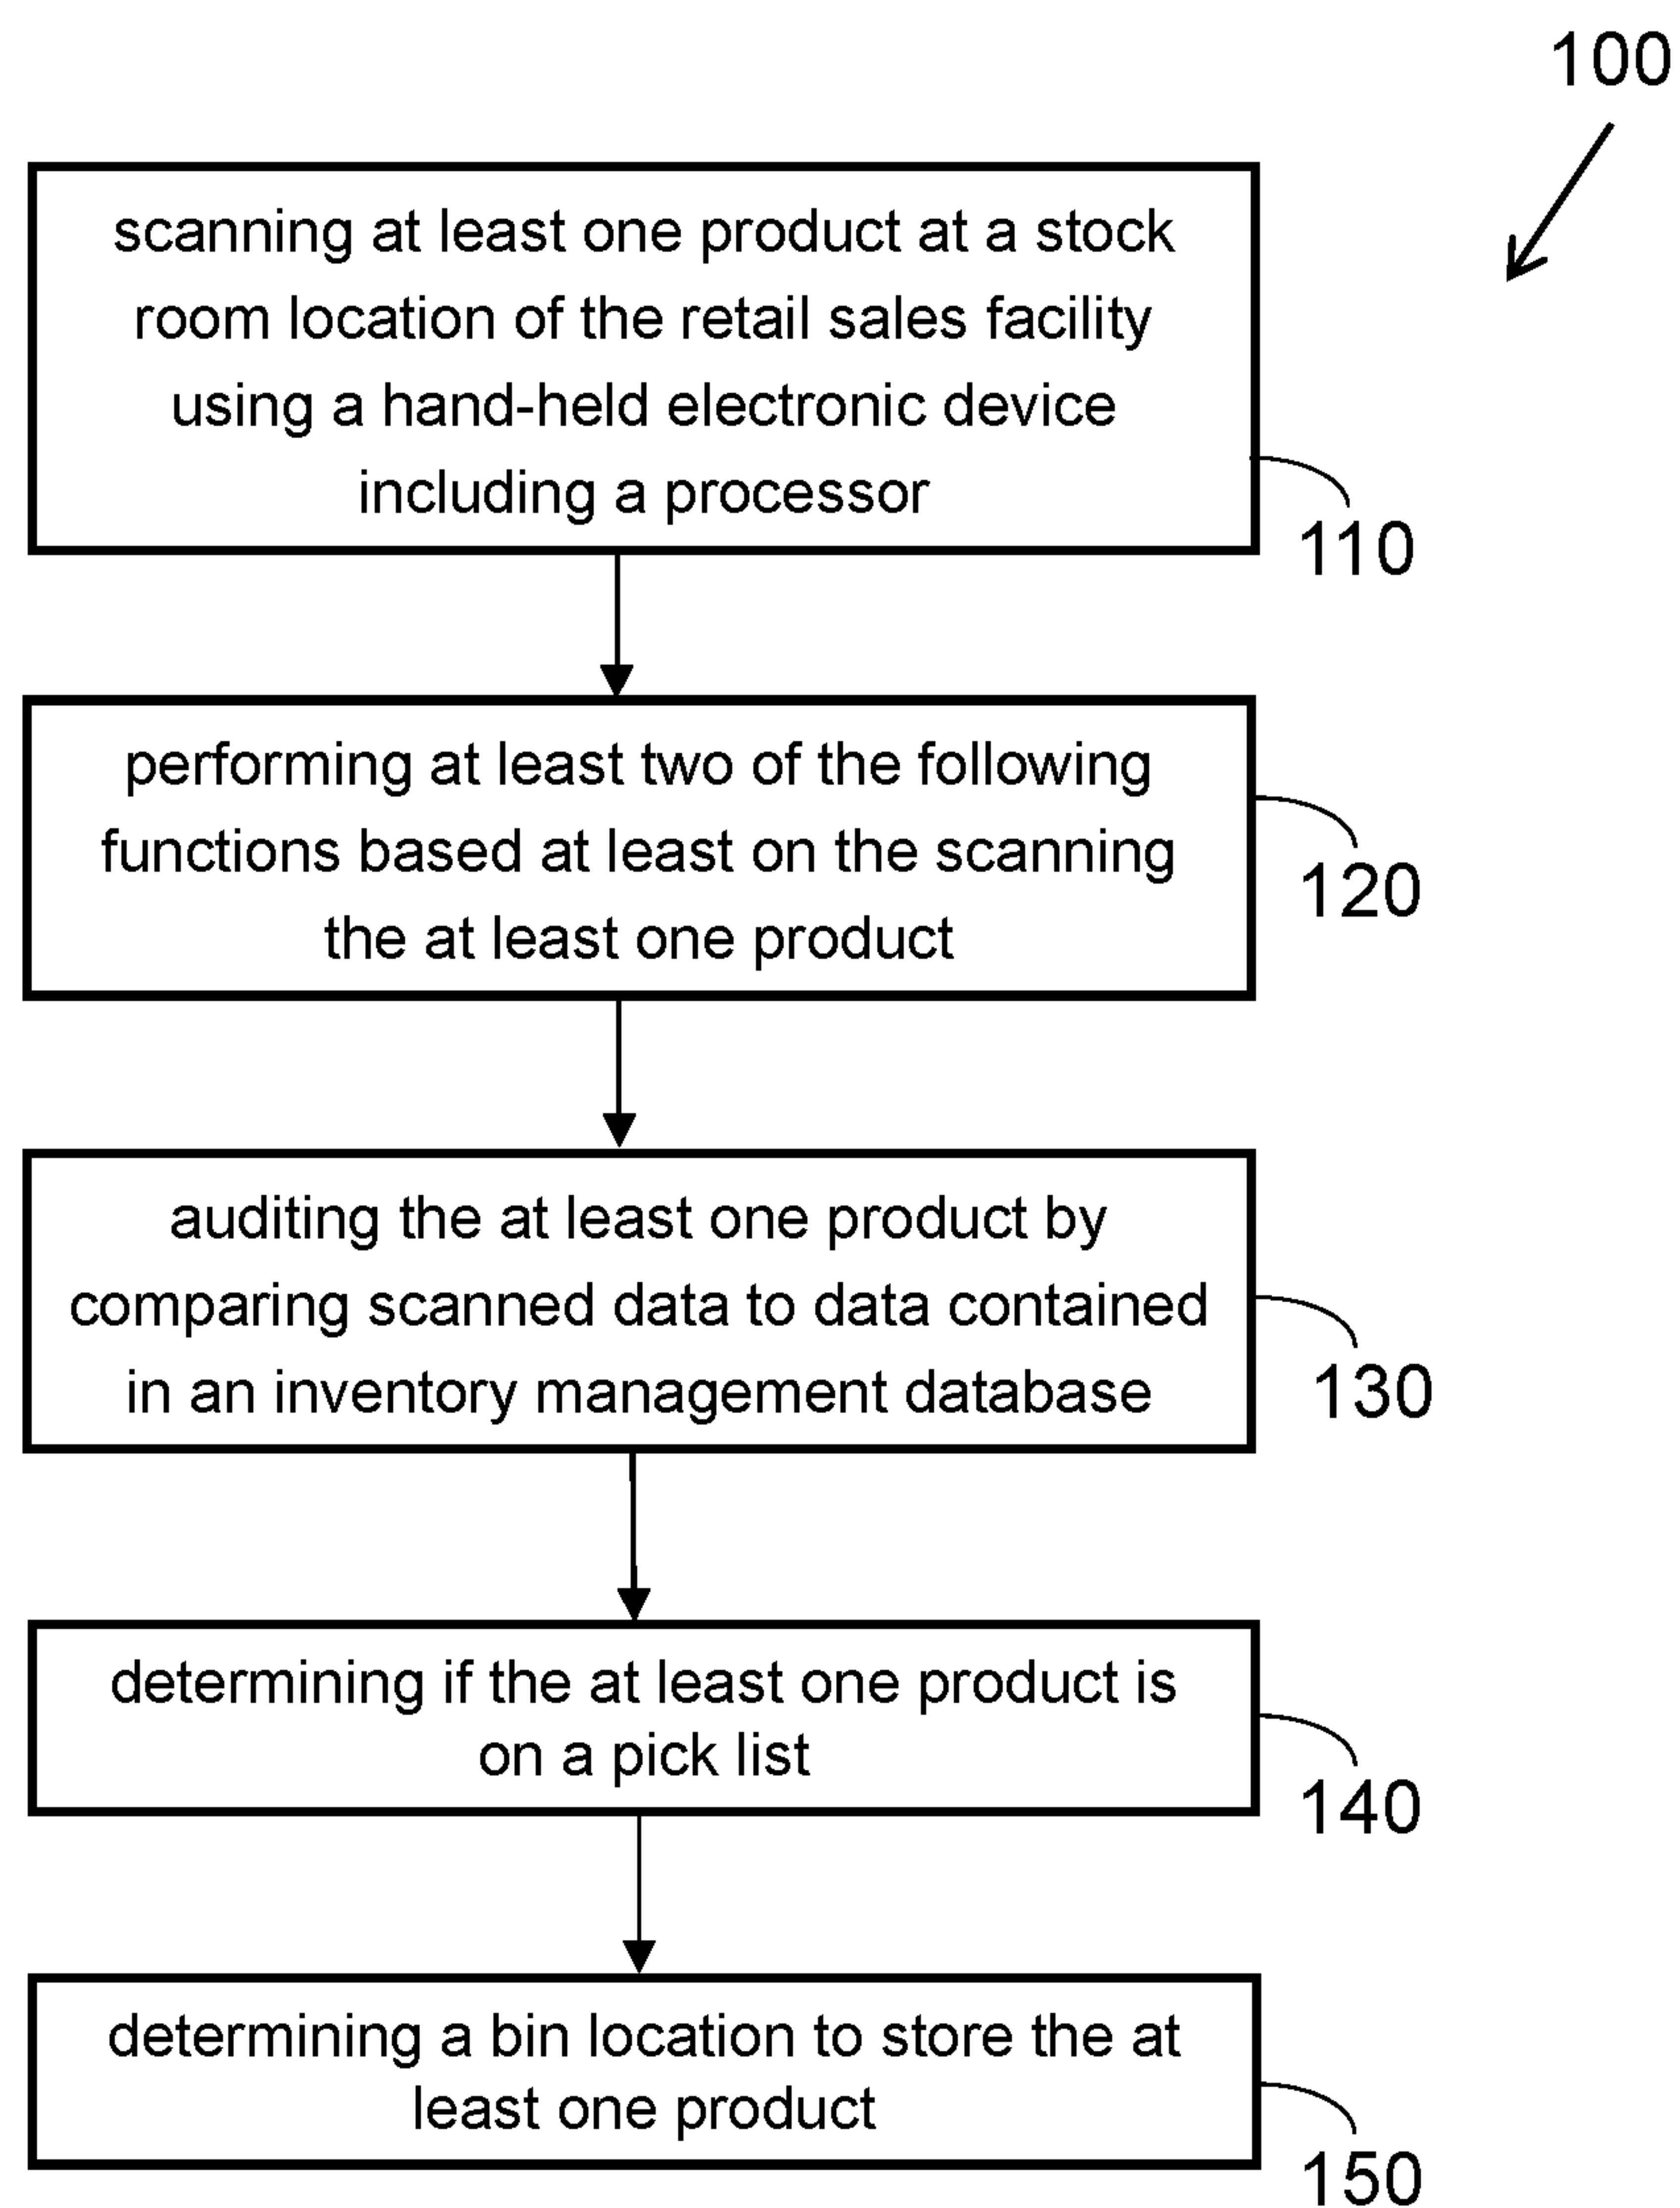 100
scanning at least one product at a stock
room location of the retail sales facility
using a hand-held electronic device
including a processor
110
performing at least two of the following
functions based at least on the scanning
the at least one product
120
auditing the at least one product by
comparing scanned data to data contained
in an inventory management database
130
determining if the at least one product is
on a pick list
140
determining a bin location to store the at
least one product
150